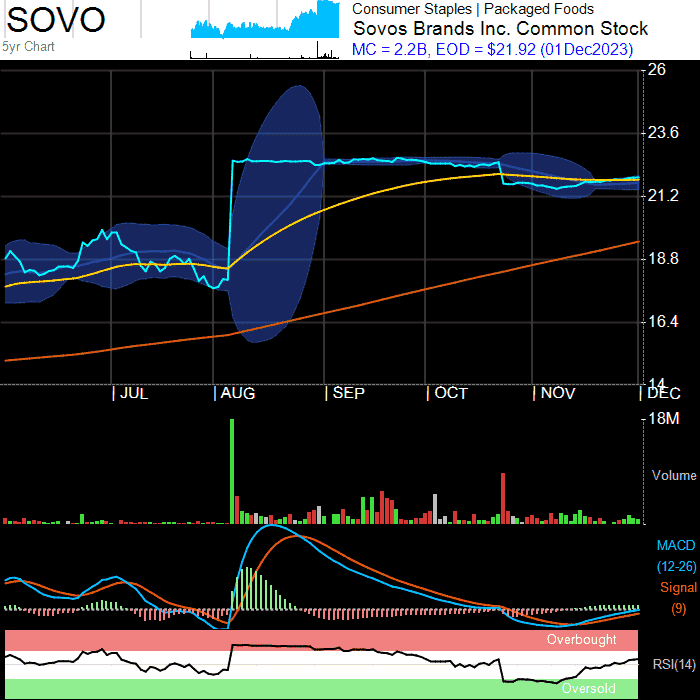 SOVO
5yr Chart
Consumer Staples | Packaged Foods
Sovos Brands Inc. Common Stock
MC = 2.2B, EOD = $21.92 (01Dec2023)
26
23.6
21.2
18.8
16.4
14
| JUL | AUG | SEP | OCT | NOV | DEC
18M
Volume
MACD
(12-26)
Signal
(9)
Overbought
RSI(14)
Oversold